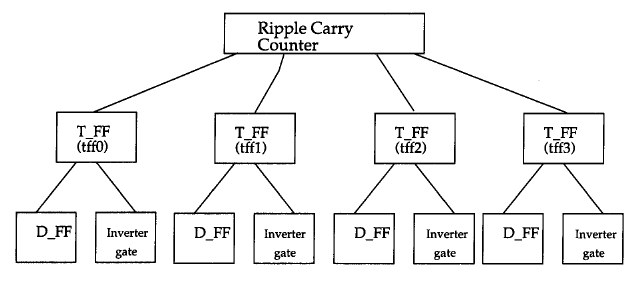 Ripple Carry
Counter
T_FF
(tff0)
T_FF
(tff1)
T_FF
(tff2)
T_FF
(tff3)
D_FF
Inverter
gate
D_FF
Inverter
gate
D_FF
Inverter
gate
D_FF
Inverter
gate